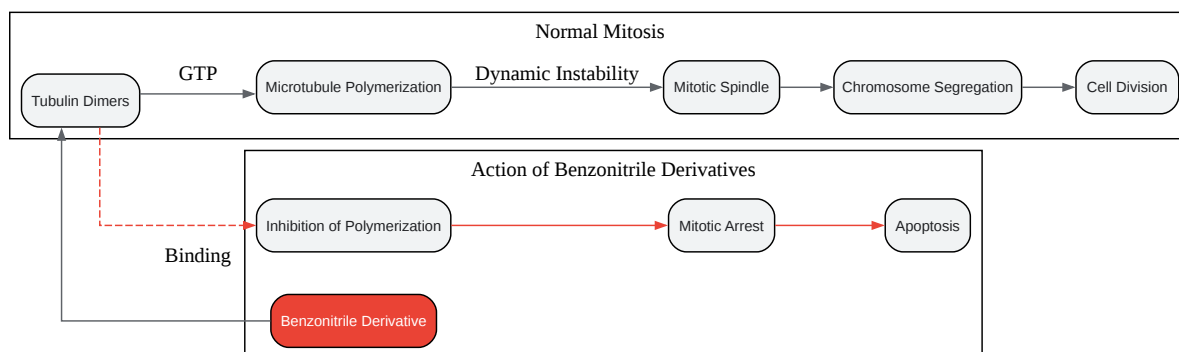 Normal Mitosis
Tubulin Dimers
GTP
Microtubule Polymerization
Dynamic Instability
Mitotic Spindle
Chromosome Segregation
Cell Division
Action of Benzonitrile Derivatives
Inhibition of Polymerization
Mitotic Arrest
Apoptosis
Binding
Benzonitrile Derivative